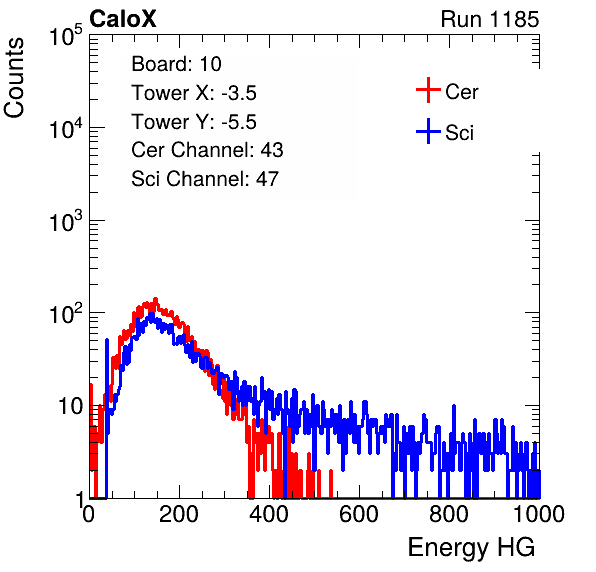 CaloX Run 1185
Board: 10
Tower X: -3.5
Tower Y: -5.5
Cer Channel: 43
Sci Channel: 47
Cer
Sci
Counts
10^5
10^4
10^3
10^2
10
1
0 200 400 600 800 1000
Energy HG